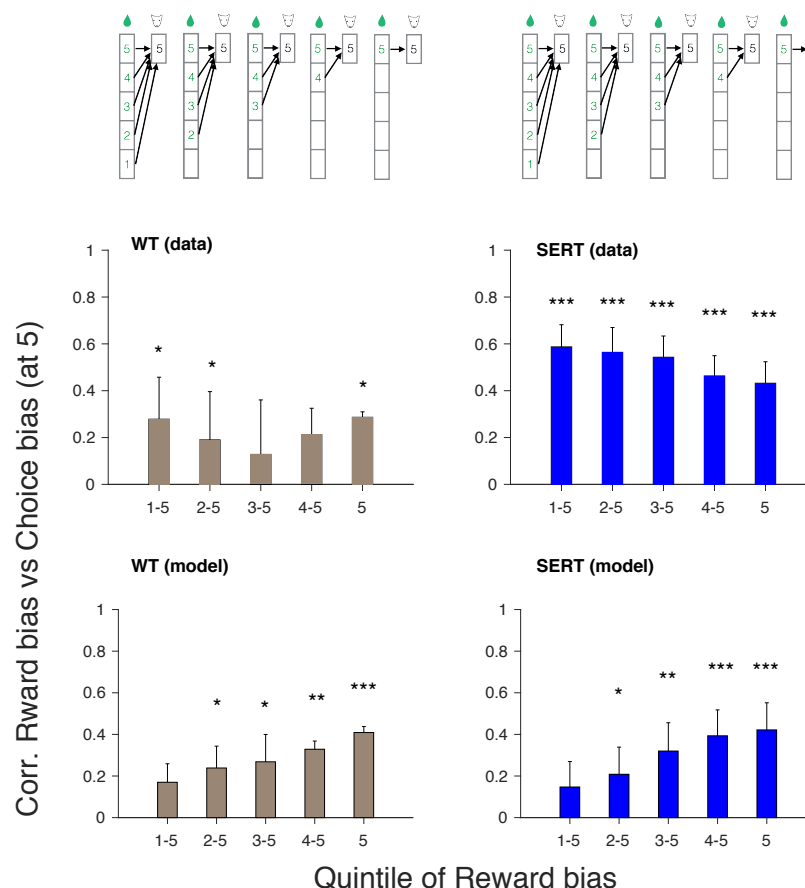 5 5 5 5 5 5 5 5 5 5
4 4 4 4
3 3 3
2 2
1
5 5 5 5 5 5 5 5 5
4 4 4 4
3 3 3
2 2
1
Corr. Rward bias vs Choice bias (at 5)
WT (data)
1
0.8
0.6
0.4
0.2
0
* * *
1-5 2-5 3-5 4-5 5
SERT (data)
1
0.8
0.6
0.4
0.2
0
*** *** *** *** ***
1-5 2-5 3-5 4-5 5
WT (model)
1
0.8
0.6
0.4
0.2
0
* * ** ***
1-5 2-5 3-5 4-5 5
SERT (model)
1
0.8
0.6
0.4
0.2
0
* ** *** ***
1-5 2-5 3-5 4-5 5
Quintile of Reward bias